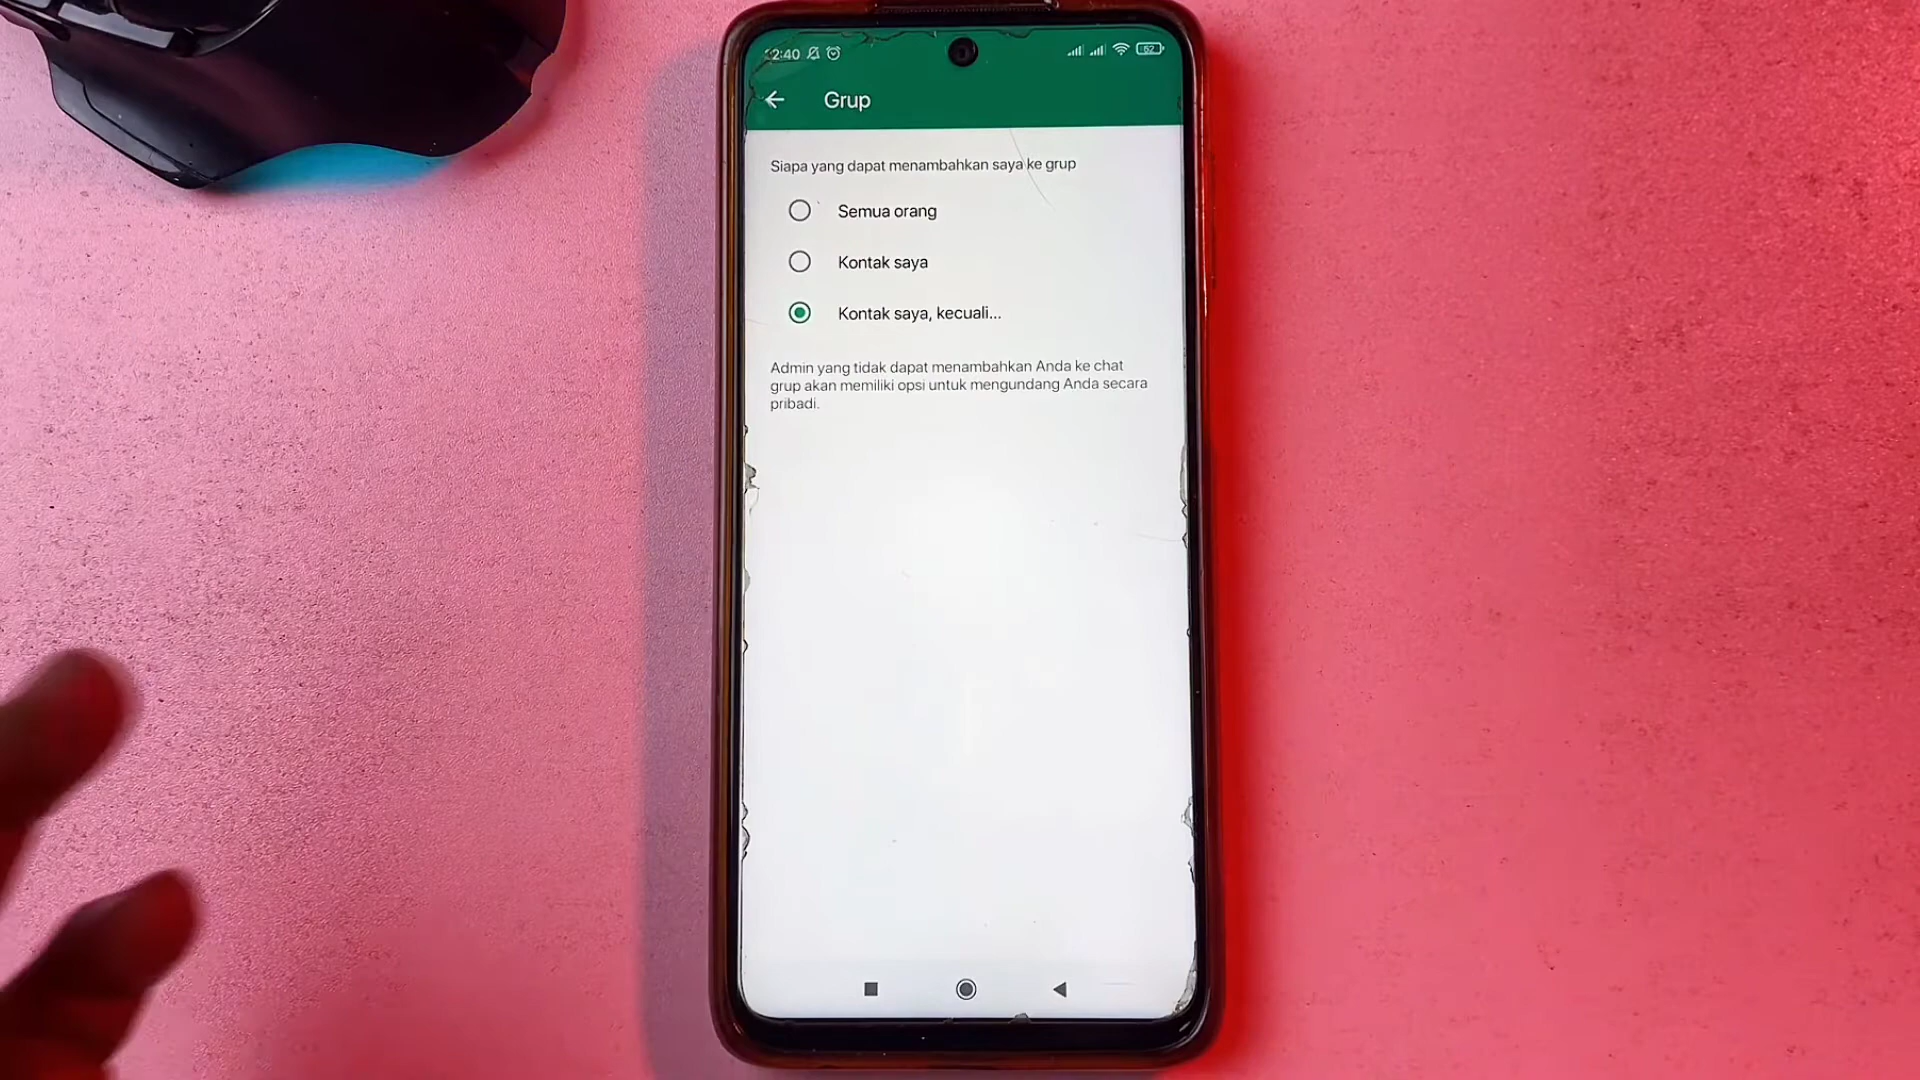 2:40
52
Grup
Siapa yang dapat menambahkan saya ke grup
Semua orang
Kontak saya
Kontak saya, kecuali...
Admin yang tidak dapat menambahkan Anda ke chat
grup akan memiliki opsi untuk mengundang Anda secara
pribadi.